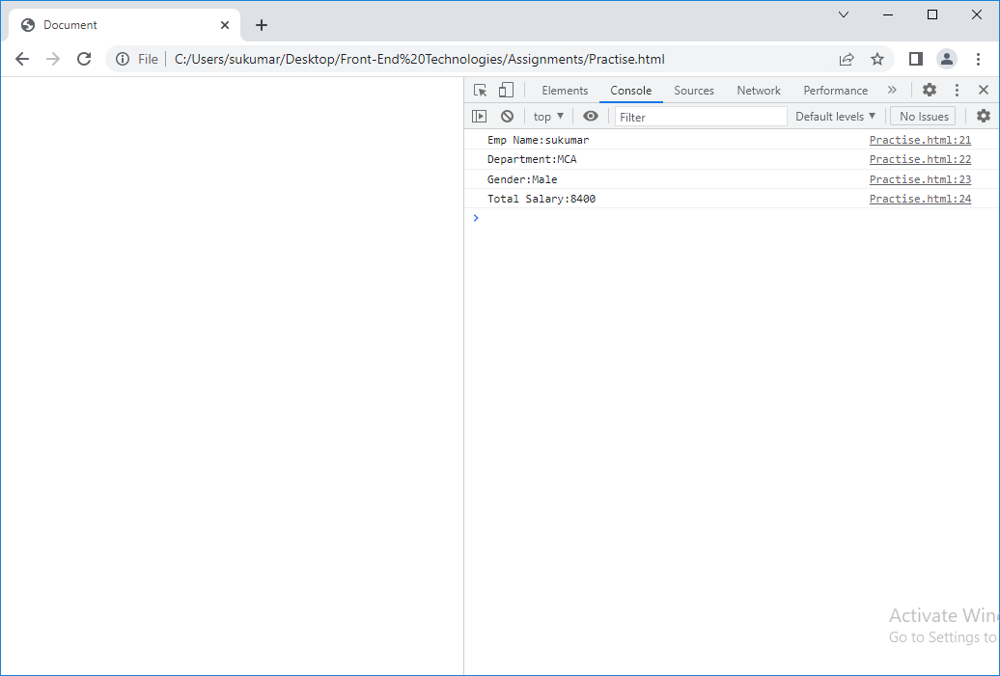 Document
File C:/Users/sukumar/Desktop/Front-End%20Technologies/Assignments/Practise.html
Elements Console Sources Network Performance
top Filter Default levels No Issues
Emp Name:sukumar Practise.html:21
Department:MCA Practise.html:22
Gender:Male Practise.html:23
Total Salary:8400 Practise.html:24
Activate Win
Go to Settings to